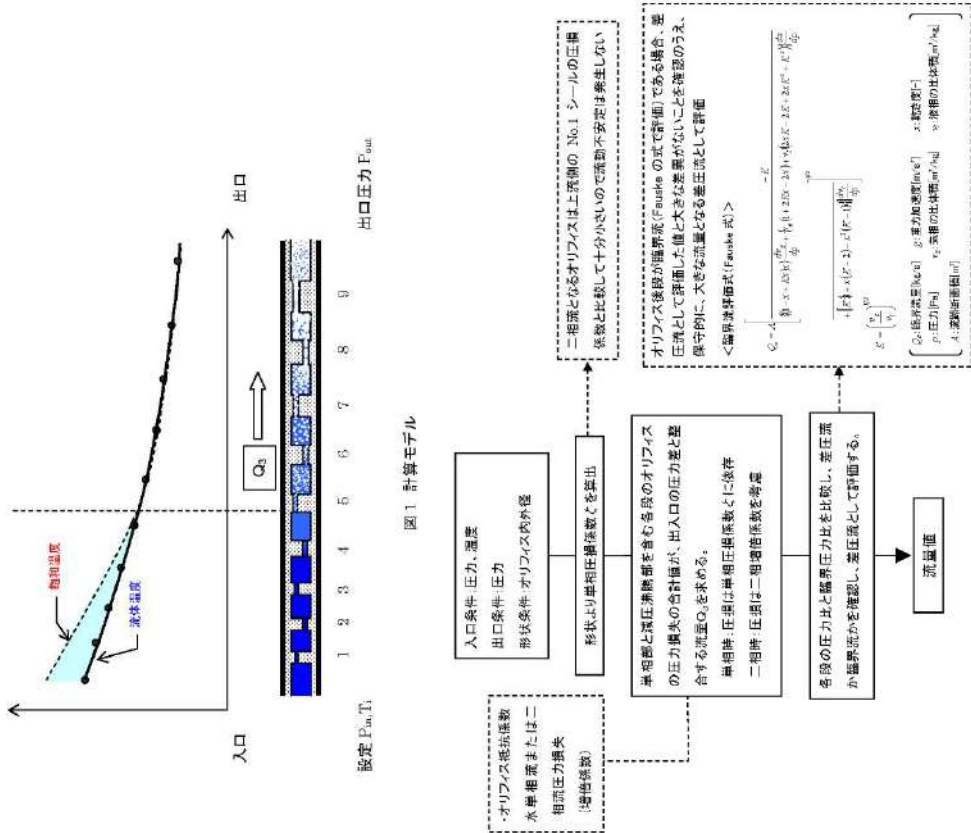 飽和温度
流体温度
入口
出口
Q₃
設定 Pin,T1
1 2 3 4 5 6 7 8 9
出口圧力 Pout
図1 計算モデル
入口条件:圧力、温度
出口条件:圧力
形状条件:オリフィス内外径
形状より単相圧損係数ζを算出
二相流となるオリフィスは上流側の No.1 シールの圧損
係数と比較して十分小さいので流動不安定は発生しない
・オリフィス抵抗係数
水単相流または二
相流圧力損失
(増倍係数)
単相部と減圧沸騰部を含む各段のオリフィス
の圧力損失の合計値が、出入口の圧力差と整
合する流量Q₃を求める。
単相時:圧損は単相圧損係数ζに依存
二相時:圧損は二相増倍係数を考慮
各段の圧力比と臨界圧力比を比較し、差圧流
か臨界流かを確認し、差圧流として評価する。
オリフィス後段が臨界流(Fauske の式で評価)である場合、差
圧流として評価した値と大きな差異がないことを確認のうえ、
保守的に、大きな流量となる差圧流として評価
<臨界流評価式(Fauske 式)>
:臨界流量[kg/s] g:重力加速度[m/s²] x:乾き度[-]
p:圧力[Pa] :気相の比体積[m³/kg] :液相の比体積[m³/kg]
A:流路断面積[m²]
流量値